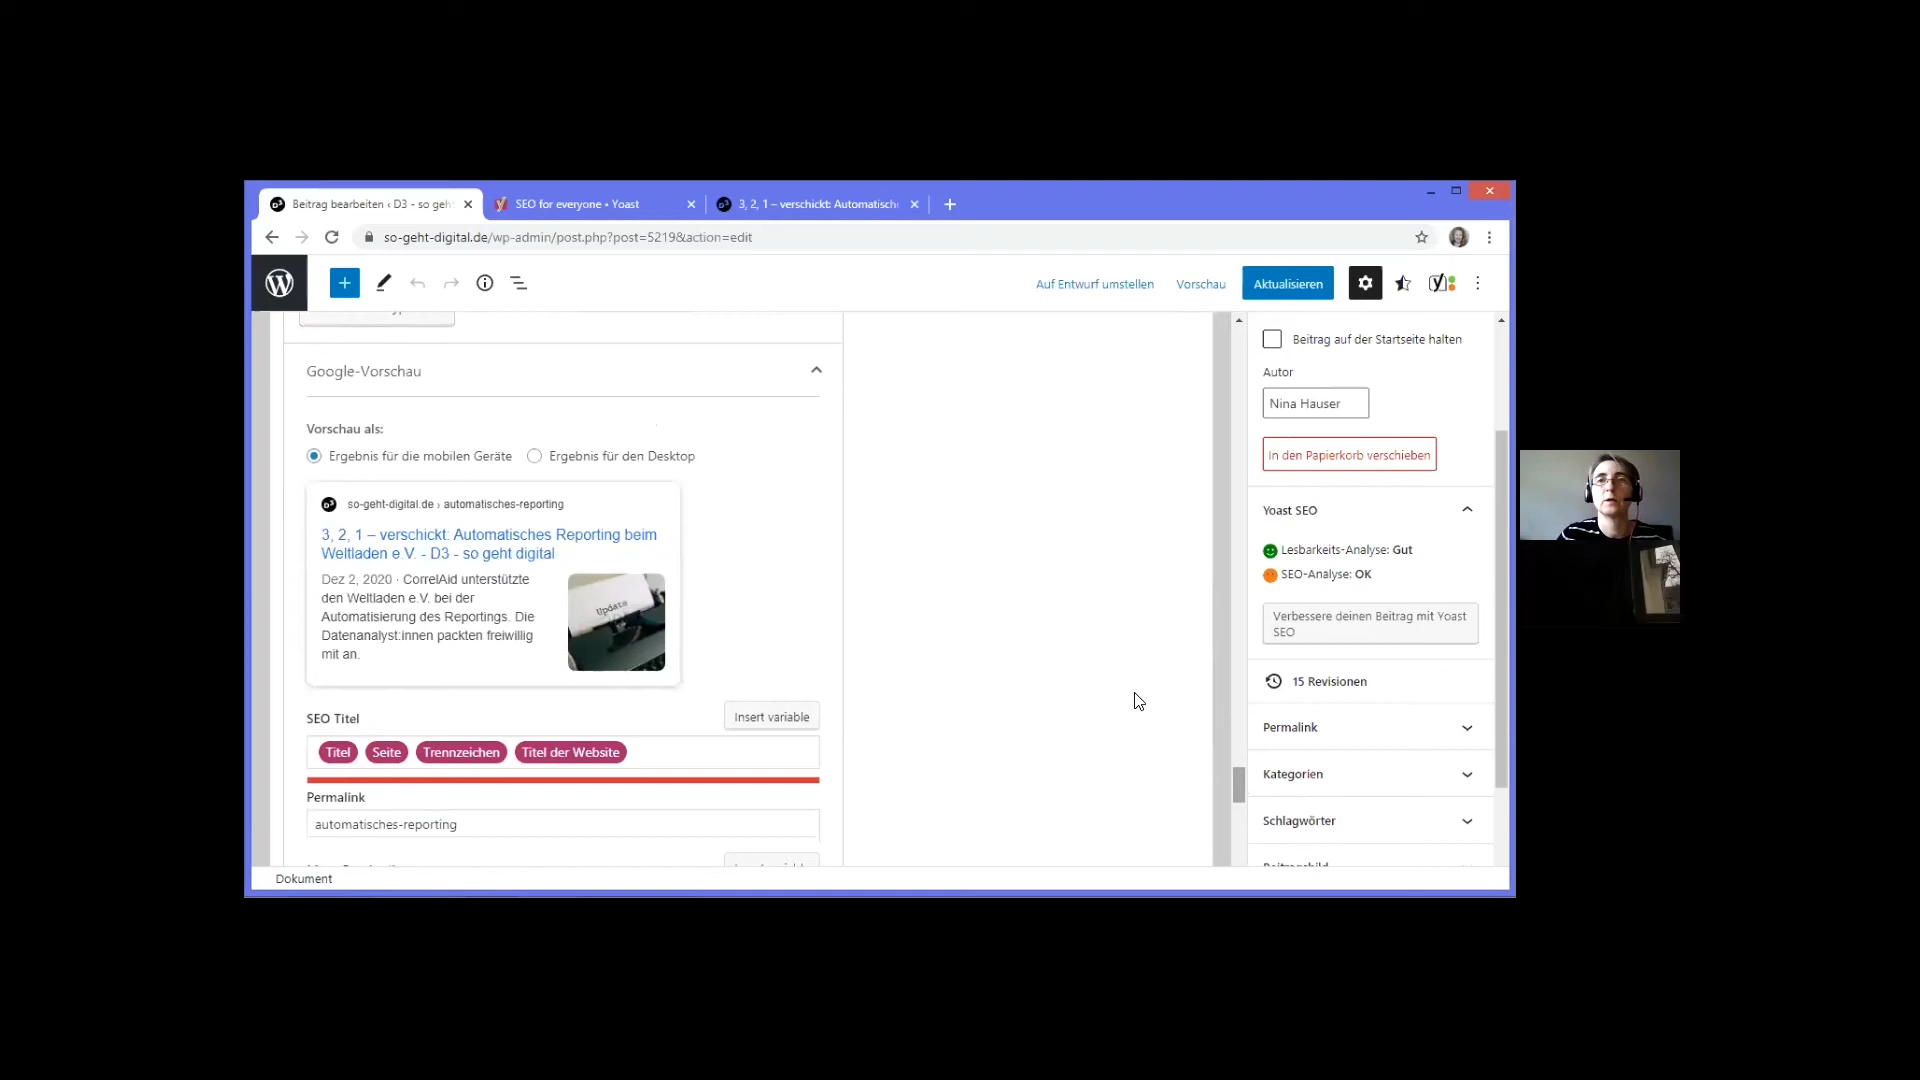 Beitrag bearbeiten ‹ D3 - so geh
SEO for everyone • Yoast
3, 2, 1 – verschickt: Automatisch
so-geht-digital.de/wp-admin/post.php?post=5219&action=edit
Auf Entwurf umstellen
Vorschau
Aktualisieren
Google-Vorschau
Vorschau als:
Ergebnis für die mobilen Geräte
Ergebnis für den Desktop
so-geht-digital.de › automatisches-reporting
3, 2, 1 – verschickt: Automatisches Reporting beim
Weltladen e.V. - D3 - so geht digital
Dez 2, 2020 · CorrelAid unterstützte
den Weltladen e.V. bei der
Automatisierung des Reportings. Die
Datenanalyst:innen packten freiwillig
mit an.
Update
SEO Titel
Insert variable
Titel
Seite
Trennzeichen
Titel der Website
Permalink
automatisches-reporting
Dokument
Beitrag auf der Startseite halten
Autor
Nina Hauser
In den Papierkorb verschieben
Yoast SEO
Lesbarkeits-Analyse: Gut
SEO-Analyse: OK
Verbessere deinen Beitrag mit Yoast
SEO
15 Revisionen
Permalink
Kategorien
Schlagwörter